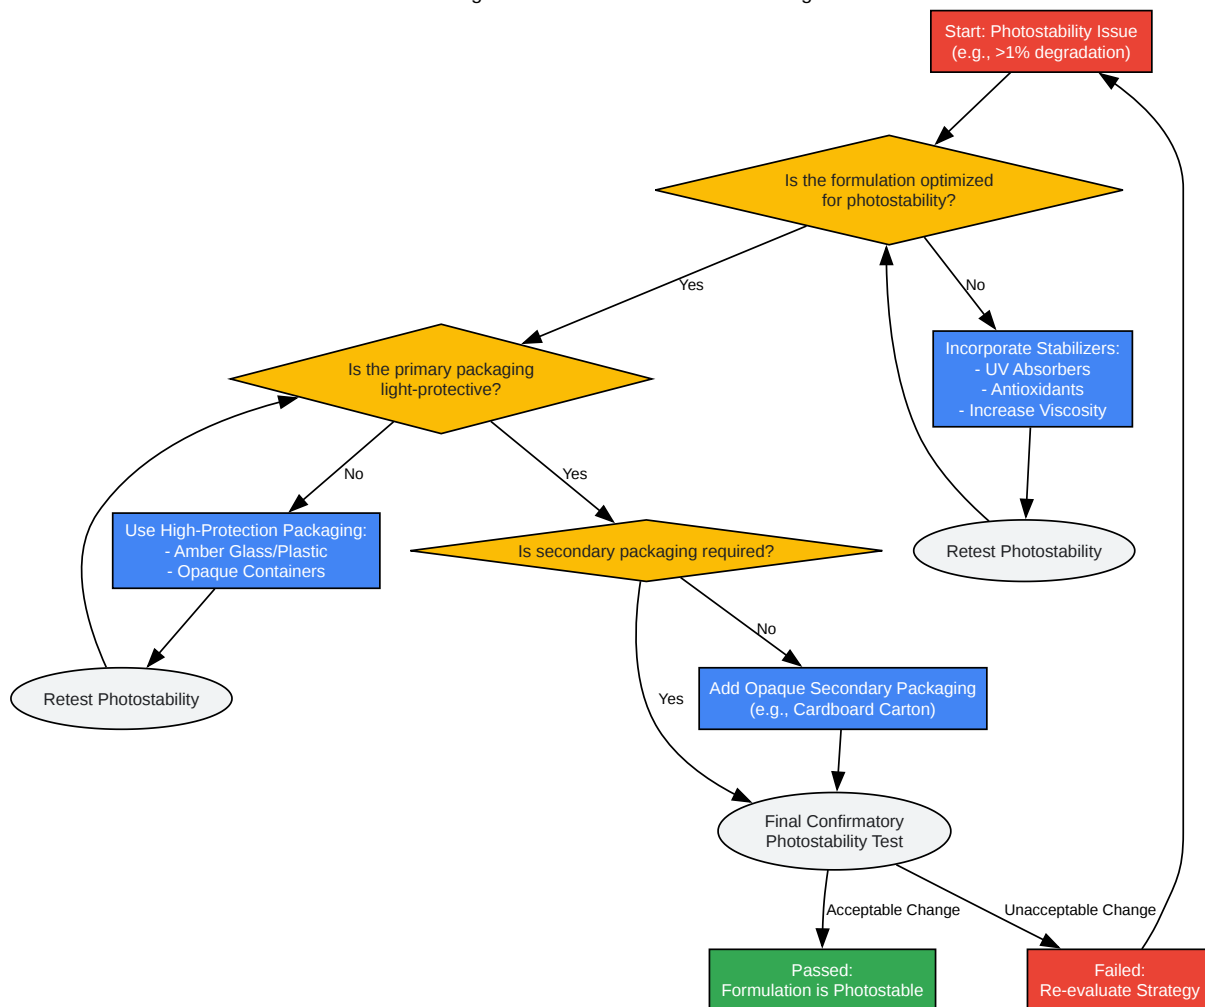 Start: Photostability Issue
(e.g., >1% degradation)
Is the formulation optimized
for photostability?
Yes
No
Is the primary packaging
light-protective?
Incorporate Stabilizers:
- UV Absorbers
- Antioxidants
- Increase Viscosity
No
Yes
Use High-Protection Packaging:
- Amber Glass/Plastic
- Opaque Containers
Is secondary packaging required?
Retest Photostability
No
Retest Photostability
Yes
Add Opaque Secondary Packaging
(e.g., Cardboard Carton)
Final Confirmatory
Photostability Test
Acceptable Change
Unacceptable Change
Passed:
Formulation is Photostable
Failed:
Re-evaluate Strategy